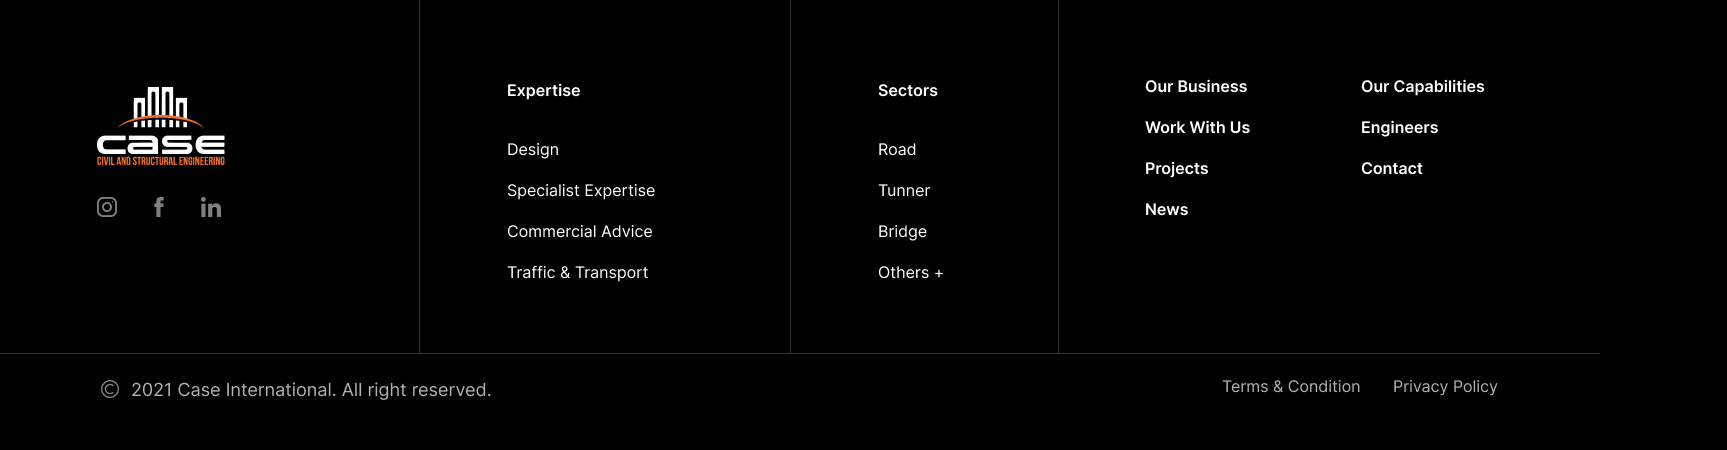 CASE
CIVIL AND STRUCTURAL ENGINEERING
Expertise
Design
Specialist Expertise
Commercial Advice
Traffic & Transport
Sectors
Road
Tunner
Bridge
Others +
Our Business
Work With Us
Projects
News
Our Capabilities
Engineers
Contact
© 2021 Case International. All right reserved.
Terms & Condition
Privacy Policy